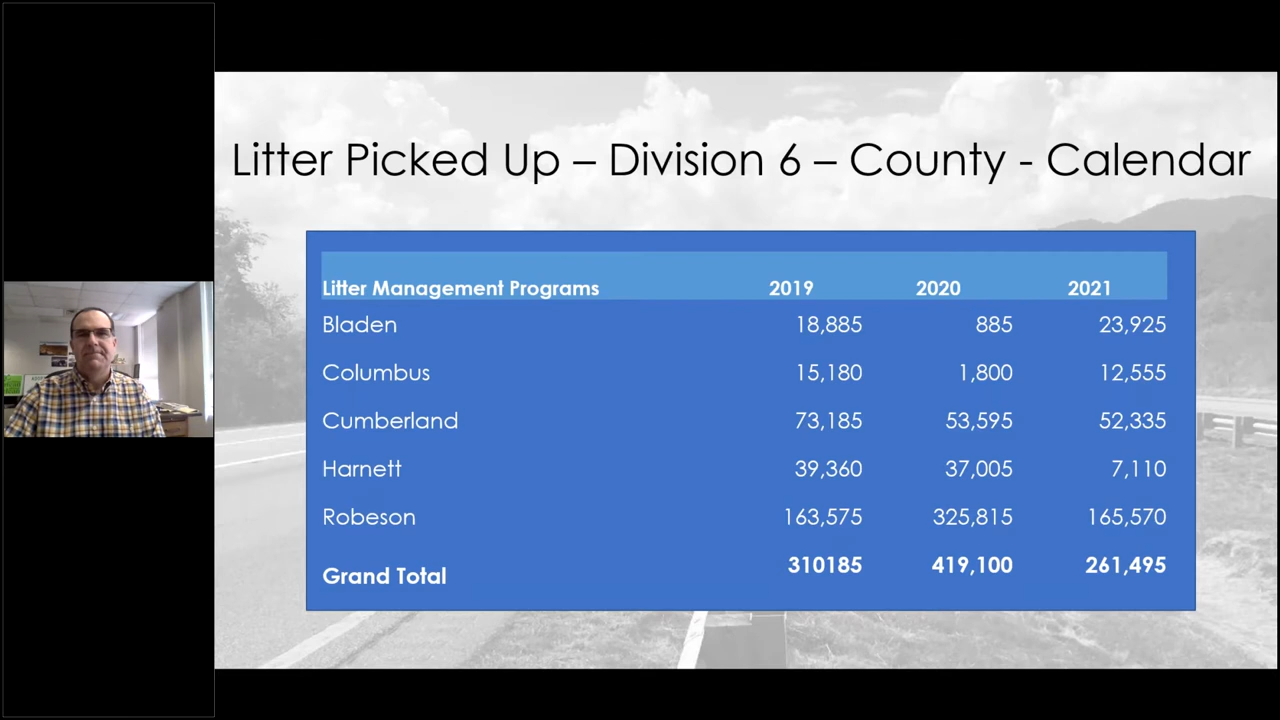 Litter Picked Up – Division 6 – County - Calendar
Litter Management Programs 2019 2020 2021
Bladen 18,885 885 23,925
Columbus 15,180 1,800 12,555
Cumberland 73,185 53,595 52,335
Harnett 39,360 37,005 7,110
Robeson 163,575 325,815 165,570
Grand Total 310185 419,100 261,495